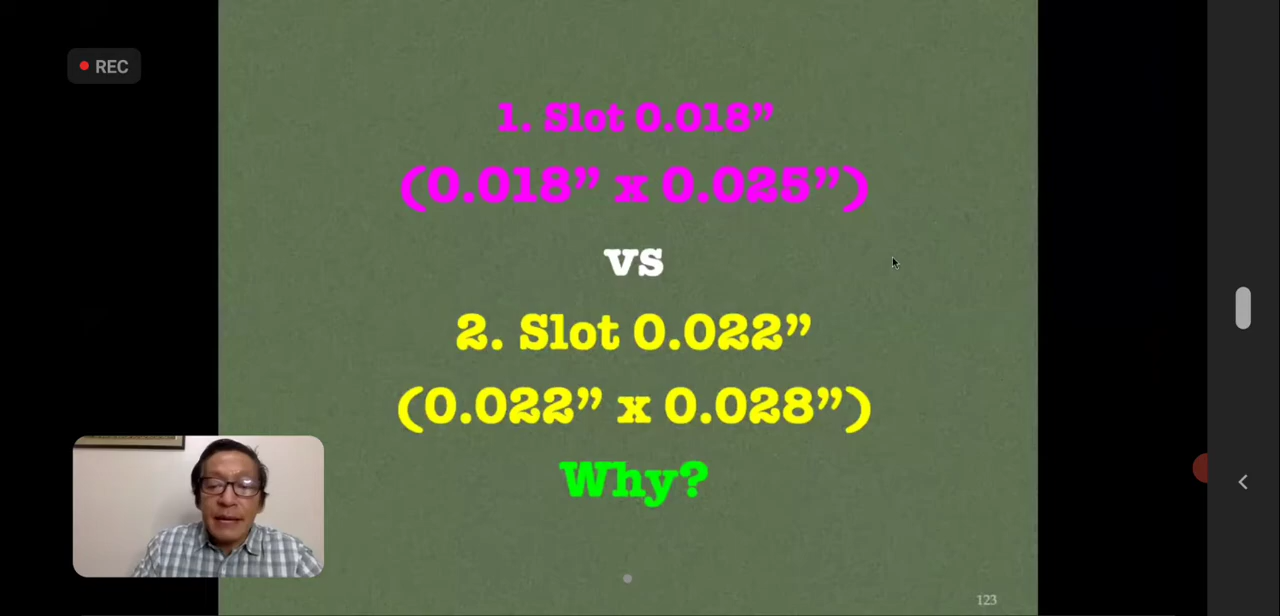 REC
1. Slot 0.018”
(0.018” x 0.025”)
vs
2. Slot 0.022”
(0.022” x 0.028”)
Why?
123